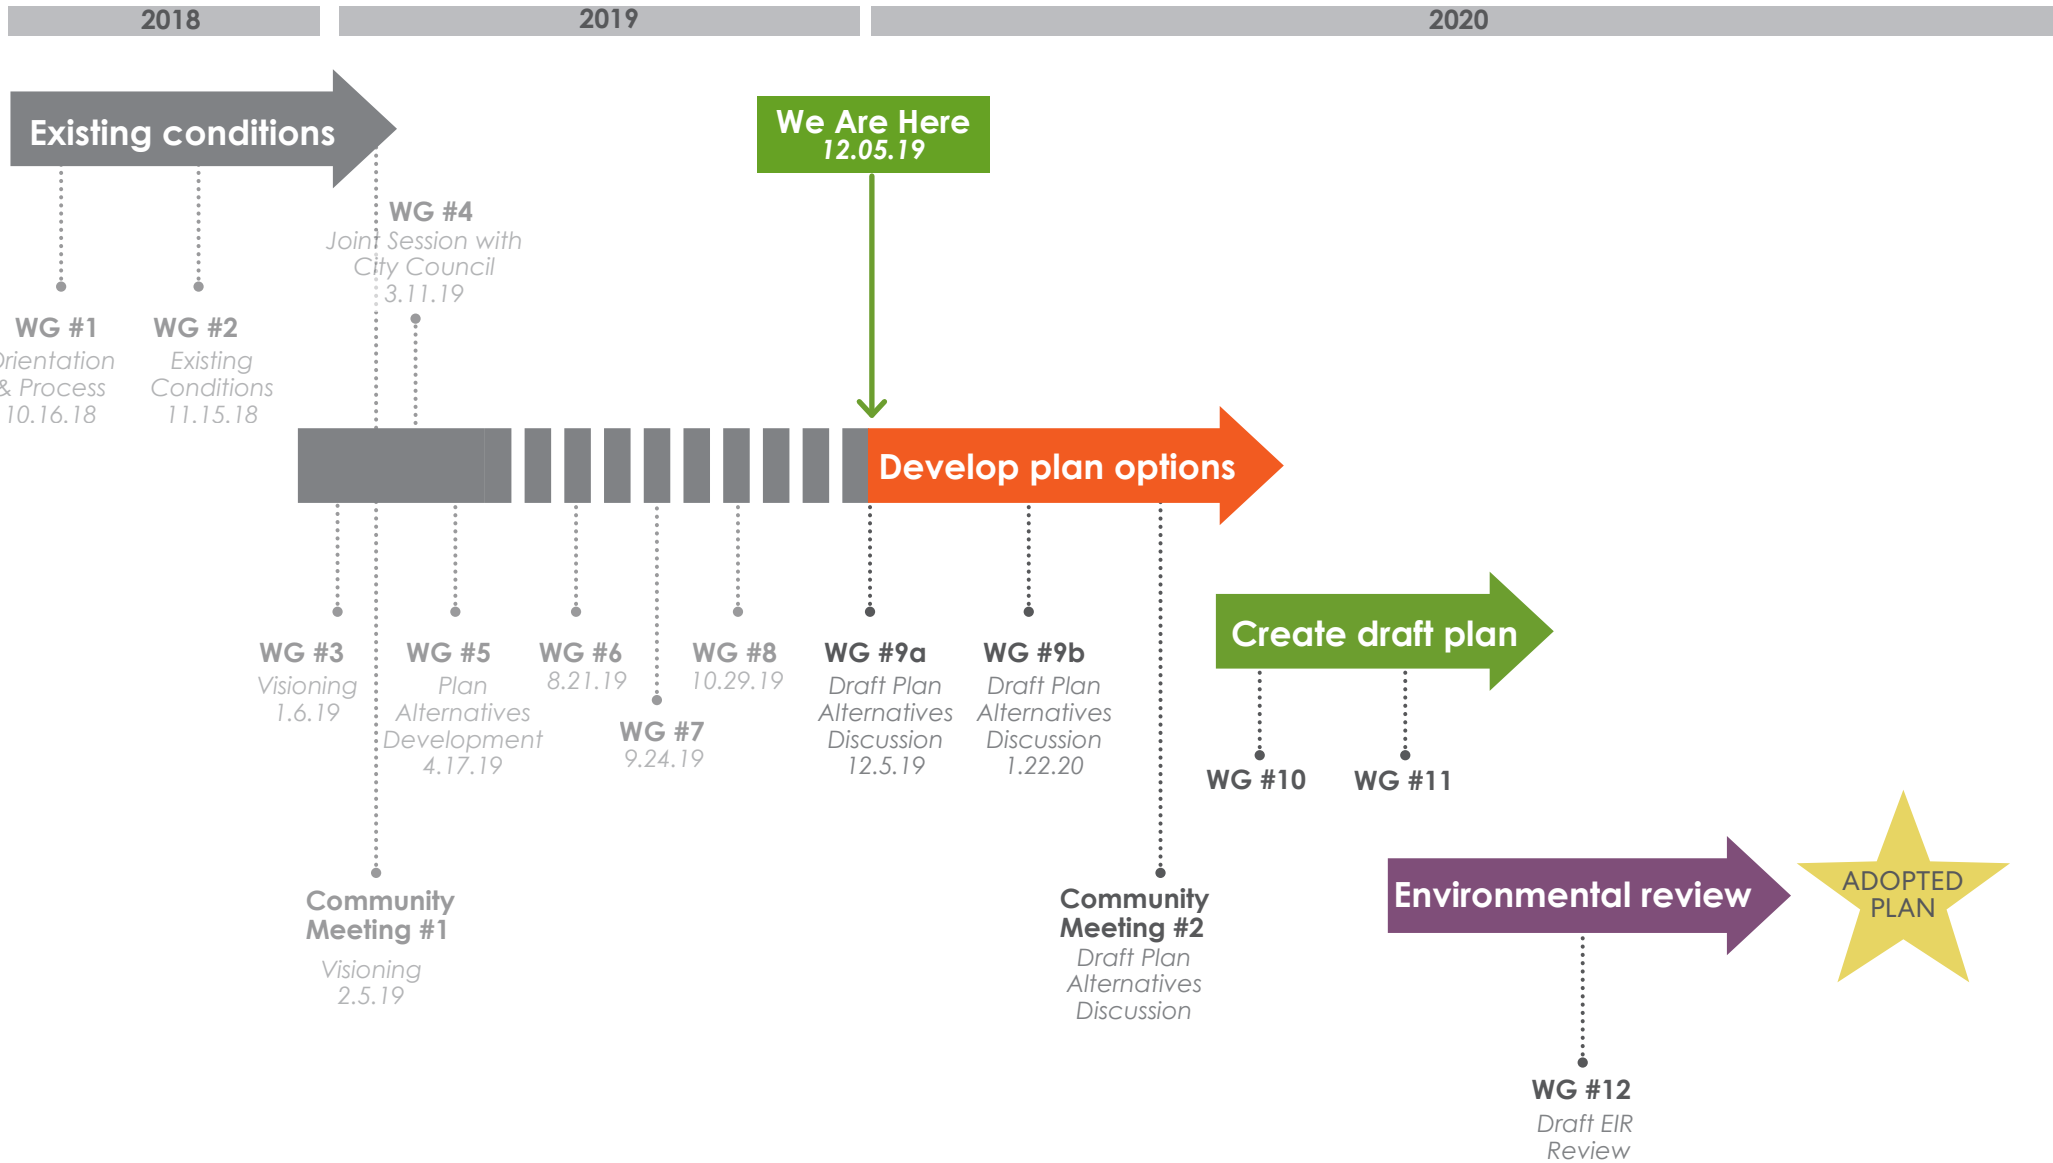 2018
2019
2020
Existing conditions
We Are Here
12.05.19
WG #4
Joint Session with
City Council
3.11.19
WG #1
Orientation
& Process
10.16.18
WG #2
Existing
Conditions
11.15.18
Develop plan options
WG #3
Visioning
1.6.19
WG #5
Plan
Alternatives
Development
4.17.19
WG #6
8.21.19
WG #7
9.24.19
WG #8
10.29.19
WG #9a
Draft Plan
Alternatives
Discussion
12.5.19
WG #9b
Draft Plan
Alternatives
Discussion
1.22.20
Create draft plan
WG #10
WG #11
Community
Meeting #1
Visioning
2.5.19
Community
Meeting #2
Draft Plan
Alternatives
Discussion
Environmental review
ADOPTED
PLAN
WG #12
Draft EIR
Review